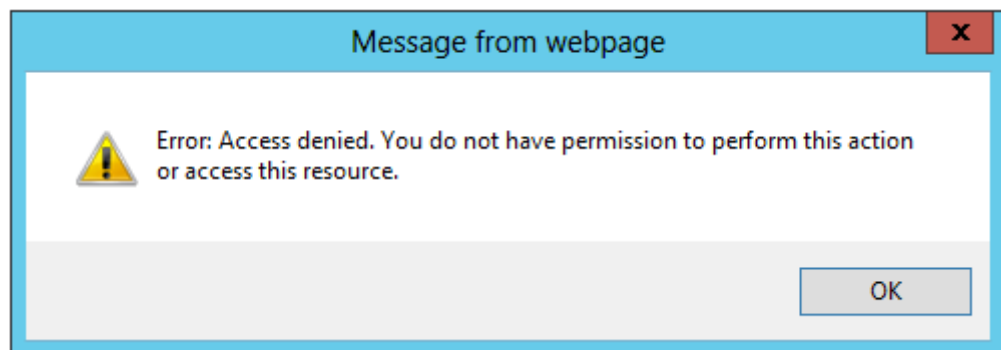 Message from webpage
x
Error: Access denied. You do not have permission to perform this action
or access this resource.
OK